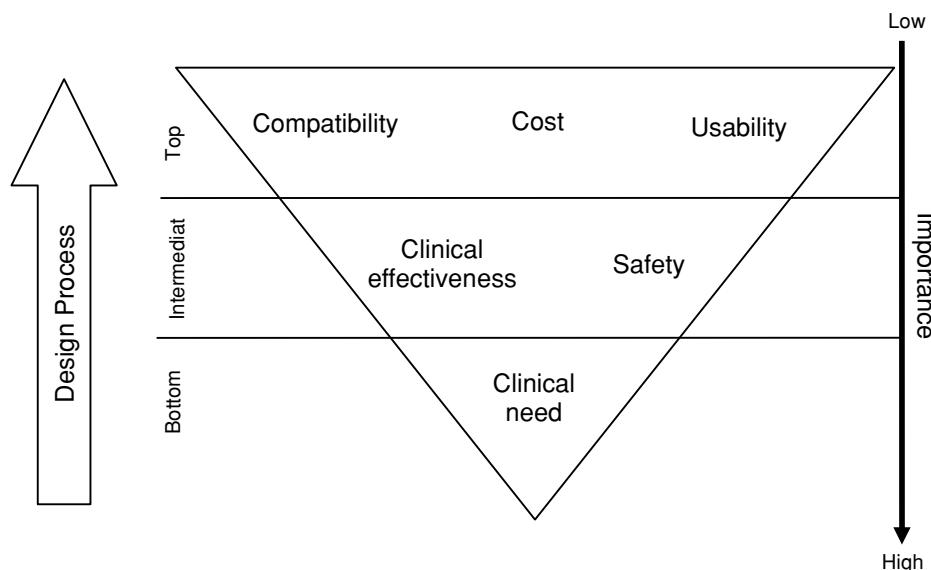 Low
Compatibility
Cost
Usability
Top
Clinical
effectiveness
Safety
Intermediat
Importance
Design Process
Clinical
need
Bottom
High